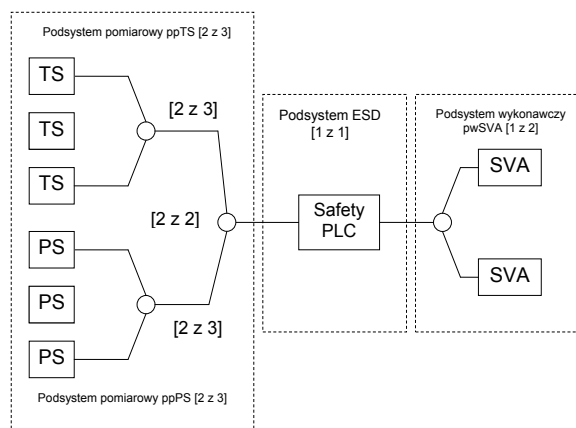 Podsystem pomiarowy ppTS [2 z 3]
TS
TS
TS
[2 z 3]
[2 z 2]
PS
PS
PS
[2 z 3]
Podsystem pomiarowy ppPS [2 z 3]
Podsystem ESD
[1 z 1]
Safety
PLC
Podsystem wykonawczy
pwSVA [1 z 2]
SVA
SVA